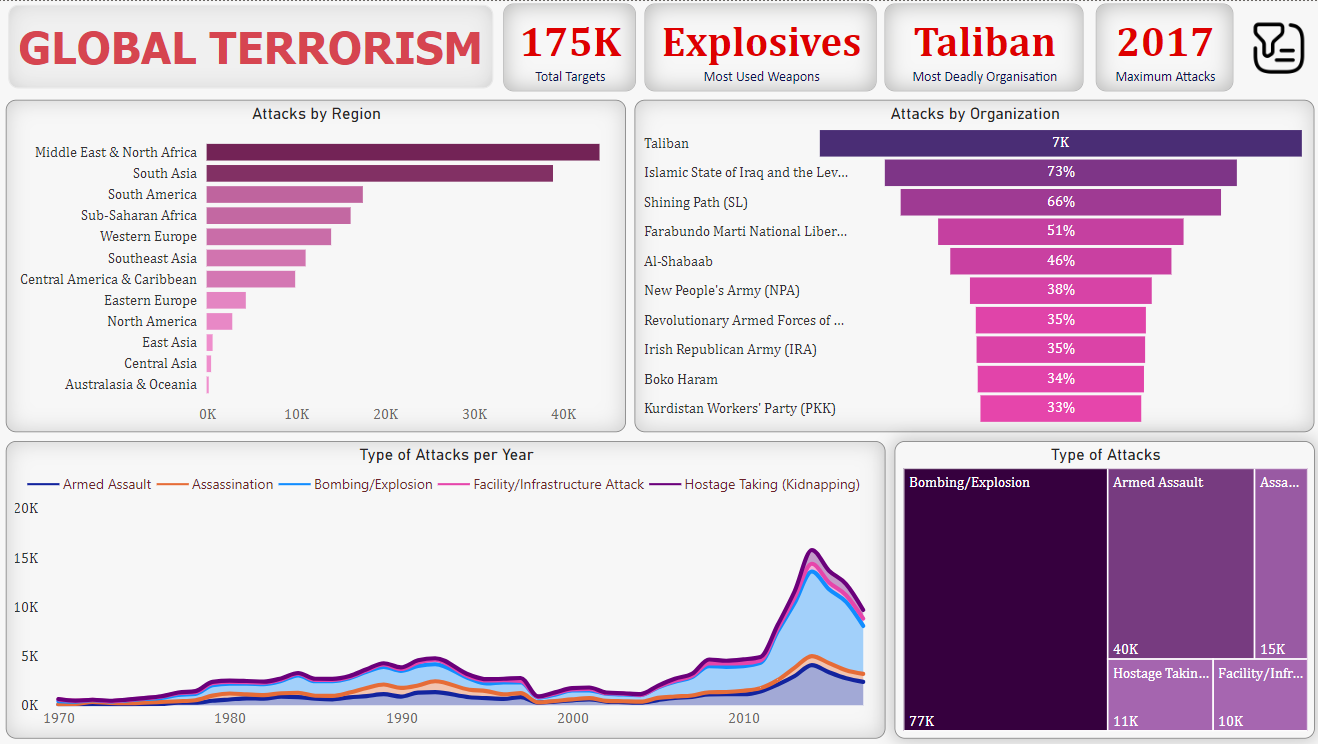 GLOBAL TERRORISM
175K
Total Targets
Explosives
Most Used Weapons
Taliban
Most Deadly Organisation
2017
Maximum Attacks
Attacks by Region
Middle East & North Africa
South Asia
South America
Sub-Saharan Africa
Western Europe
Southeast Asia
Central America & Caribbean
Eastern Europe
North America
East Asia
Central Asia
Australasia & Oceania
0K 10K 20K 30K 40K
Attacks by Organization
Taliban 7K
Islamic State of Iraq and the Lev... 73%
Shining Path (SL) 66%
Farabundo Marti National Liber... 51%
Al-Shabaab 46%
New People's Army (NPA) 38%
Revolutionary Armed Forces of ... 35%
Irish Republican Army (IRA) 35%
Boko Haram 34%
Kurdistan Workers' Party (PKK) 33%
Type of Attacks per Year
Armed Assault Assassination Bombing/Explosion Facility/Infrastructure Attack Hostage Taking (Kidnapping)
20K
15K
10K
5K
0K
1970 1980 1990 2000 2010
Type of Attacks
Bombing/Explosion
77K
Armed Assault
40K
Assa...
15K
Hostage Takin...
11K
Facility/Infr...
10K